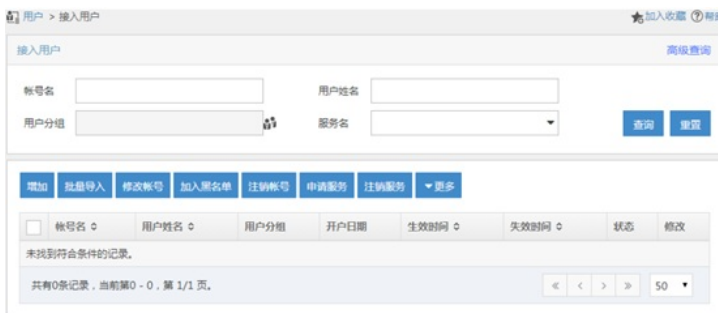 用户 > 接入用户 加入收藏 帮
接入用户 高级查询
帐号名 用户姓名
用户分组 服务名 查询 重置
增加 批量导入 修改帐号 加入黑名单 注销帐号 申请服务 注销服务 更多
帐号名 用户姓名 用户分组 开户日期 生效时间 失效时间 状态 修改
未找到符合条件的记录。
共有0条记录，当前第0 - 0，第 1/1 页。 « < > » 50